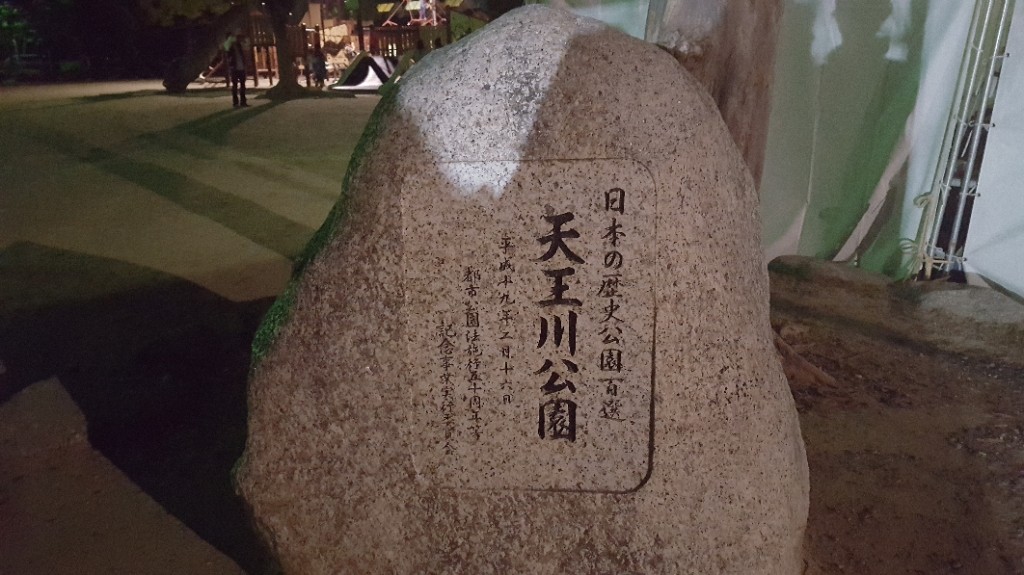 日本の歴史公園百選
天王川公園
平成十九年二月十六日
都市公園法施行五十周年等
記念事業実行委員会